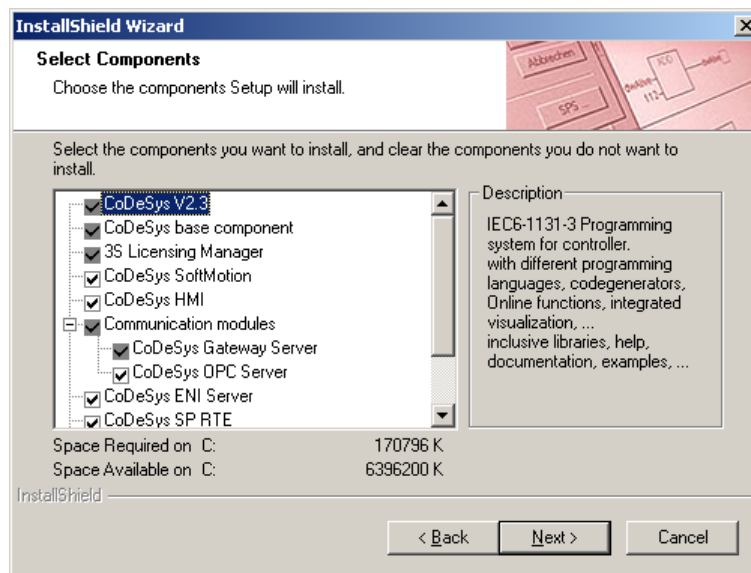 InstallShield Wizard
Select Components
Choose the components Setup will install.
Abbrechen
SPS ...
Select the components you want to install, and clear the components you do not want to
install.
CoDeSys V2.3
CoDeSys base component
3S Licensing Manager
CoDeSys SoftMotion
CoDeSys HMI
Communication modules
CoDeSys Gateway Server
CoDeSys OPC Server
CoDeSys ENI Server
CoDeSys SP RTE
Description
IEC6-1131-3 Programming
system for controller.
with different programming
languages, codegenerators,
Online functions, integrated
visualization, ...
inclusive libraries, help,
documentation, examples, ...
Space Required on C: 170796 K
Space Available on C: 6396200 K
InstallShield
< Back
Next >
Cancel